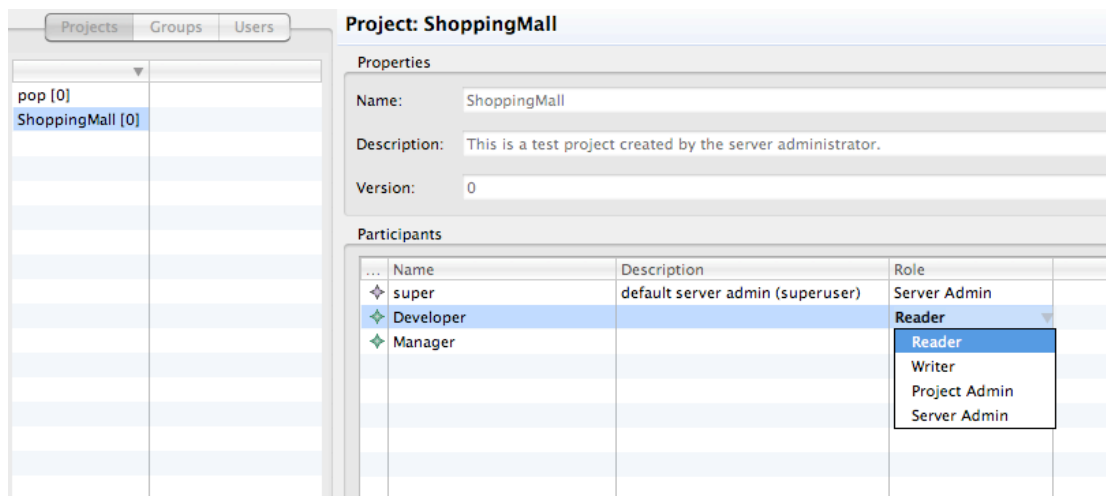 Projects Groups Users
pop [0]
ShoppingMall [0]
Project: ShoppingMall
Properties
Name: ShoppingMall
Description: This is a test project created by the server administrator.
Version: 0
Participants
... Name Description Role
super default server admin (superuser) Server Admin
Developer Reader
Manager
Reader
Writer
Project Admin
Server Admin